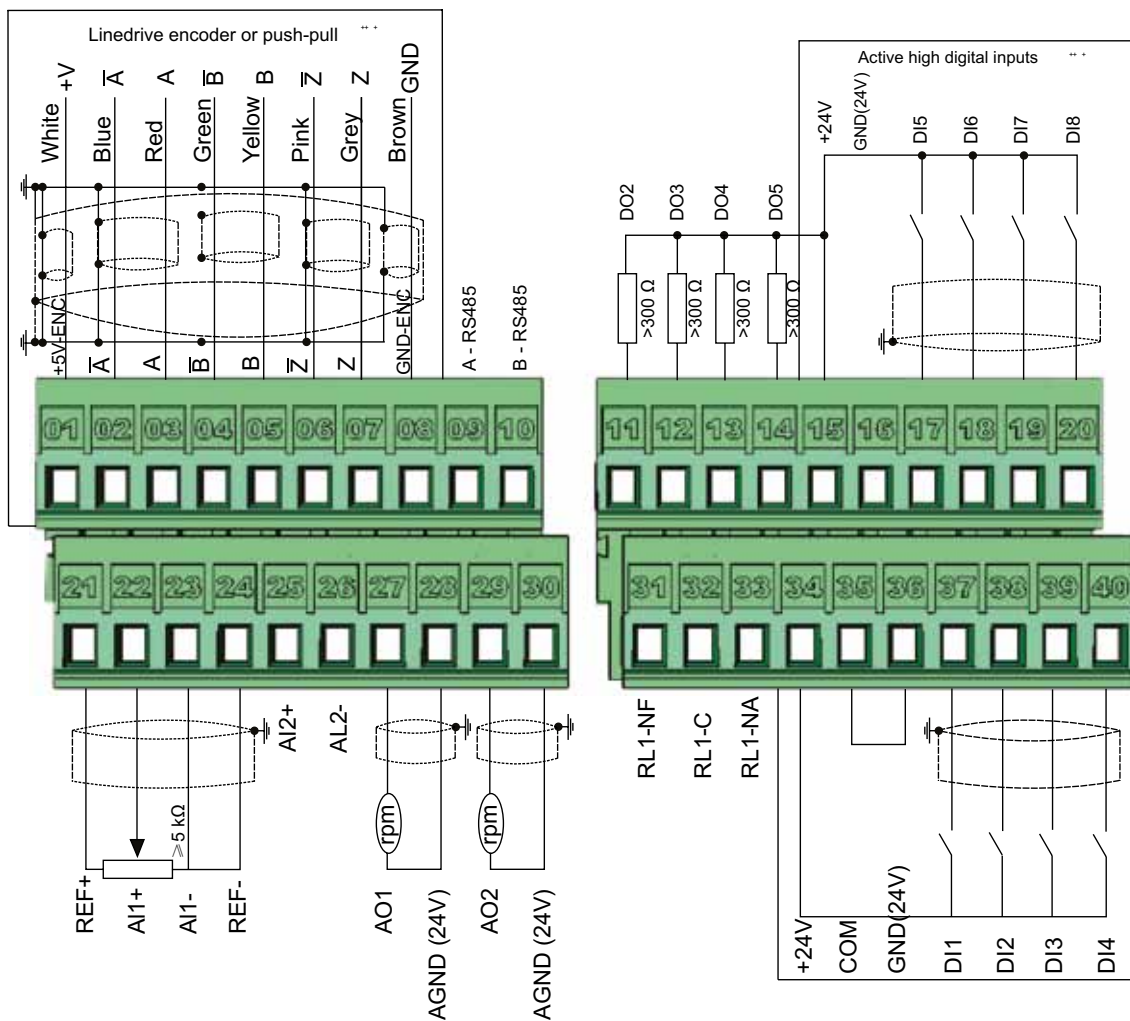 Linedrive encoder or push-pull
Active high digital inputs
+V
A
A
B
B
Z
Z
GND
White
Blue
Red
Green
Yellow
Pink
Grey
Brown
+24V
GND(24V)
DI5
DI6
DI7
DI8
DO2
DO3
DO4
DO5
>300 Ω
>300 Ω
>300 Ω
>300 Ω
+5V-ENC
A
A
B
B
Z
Z
GND-ENC
A - RS485
B - RS485
01 02 03 04 05 06 07 08 09 10
11 12 13 14 15 16 17 18 19 20
21 22 23 24 25 26 27 28 29 30
31 32 33 34 35 36 37 38 39 40
AI2+
AL2-
RL1-NF
RL1-C
RL1-NA
≥5 kΩ
rpm
rpm
REF+
AI1+
AI1-
REF-
AO1
AGND (24V)
AO2
AGND (24V)
+24V
COM
GND(24V)
DI1
DI2
DI3
DI4